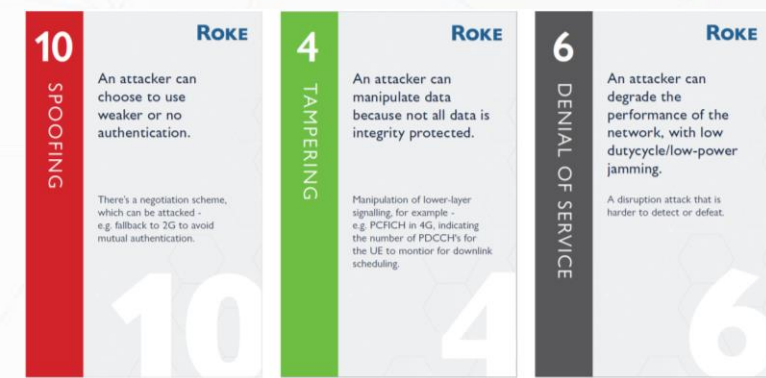 10
SPOOFING
ROKE
An attacker can
choose to use
weaker or no
authentication.
There's a negotiation scheme,
which can be attacked -
e.g. fallback to 2G to avoid
mutual authentication.
10
4
TAMPERING
ROKE
An attacker can
manipulate data
because not all data is
integrity protected.
Manipulation of lower-layer
signalling, for example -
e.g. PCFICH in 4G, indicating
the number of PDCCH's for
the UE to montior for downlink
scheduling.
4
6
DENIAL OF SERVICE
ROKE
An attacker can
degrade the
performance of the
network, with low
dutycycle/low-power
jamming.
A disruption attack that is
harder to detect or defeat.
6